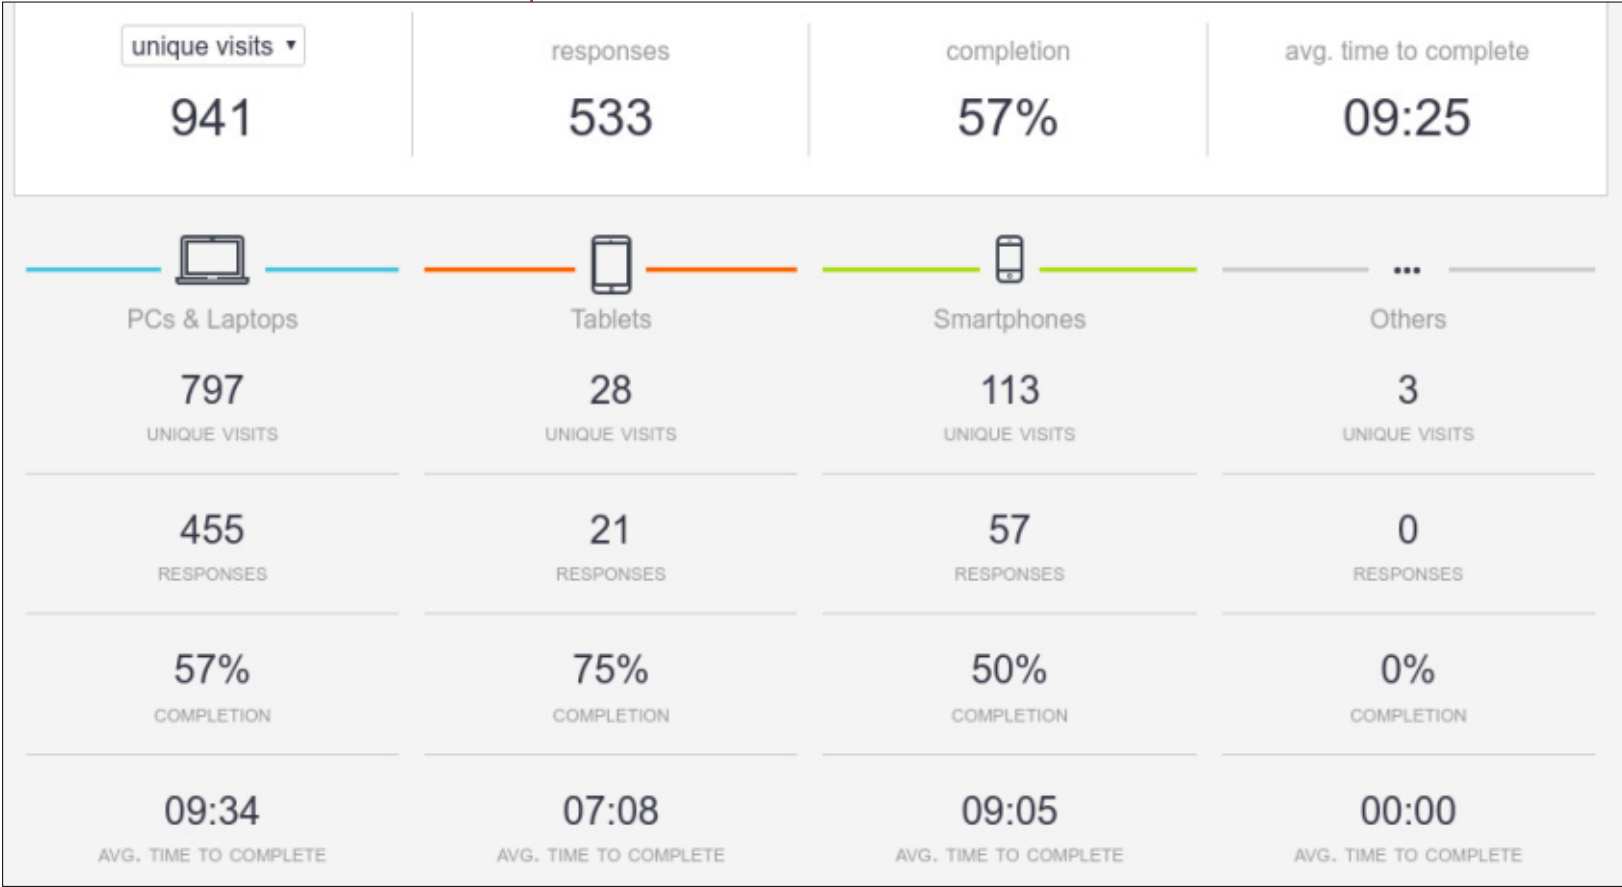 unique visits ▾ responses completion avg. time to complete
941 533 57% 09:25
PCs & Laptops Tablets Smartphones Others
797 28 113 3
UNIQUE VISITS UNIQUE VISITS UNIQUE VISITS UNIQUE VISITS
455 21 57 0
RESPONSES RESPONSES RESPONSES RESPONSES
57% 75% 50% 0%
COMPLETION COMPLETION COMPLETION COMPLETION
09:34 07:08 09:05 00:00
AVG. TIME TO COMPLETE AVG. TIME TO COMPLETE AVG. TIME TO COMPLETE AVG. TIME TO COMPLETE